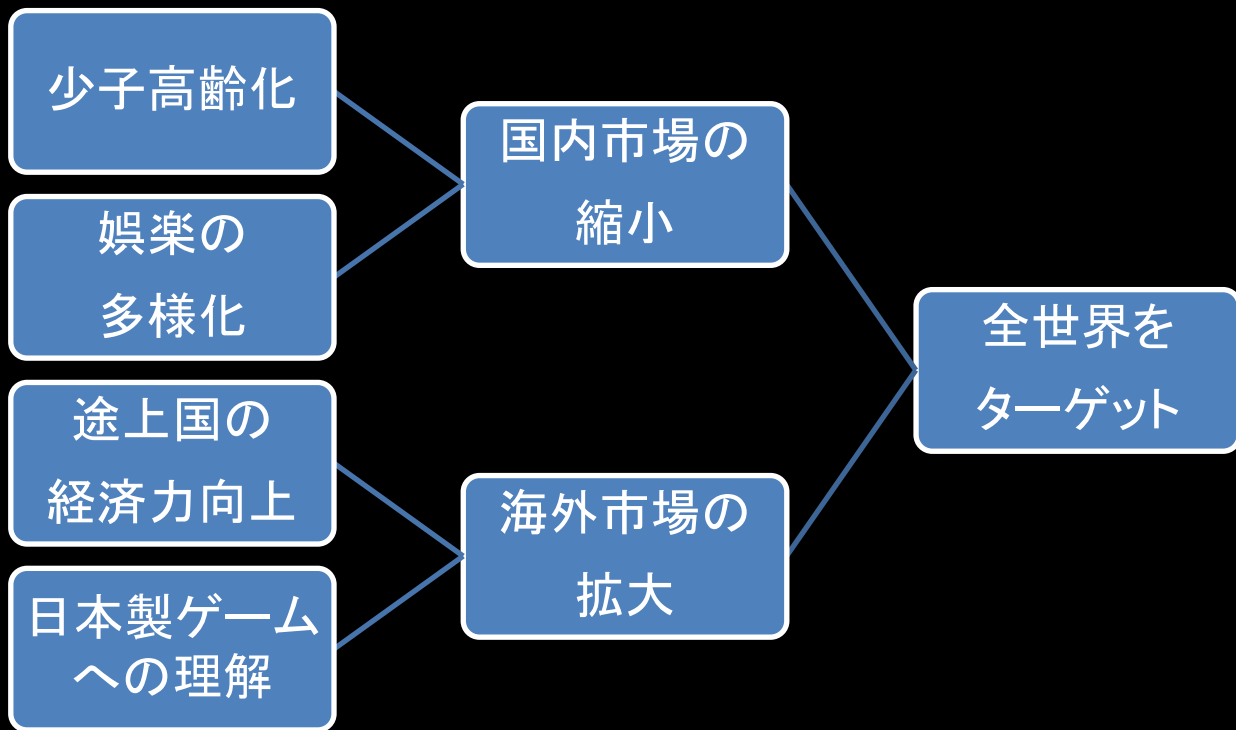 少子高齢化
娯楽の
多様化
途上国の
経済力向上
日本製ゲーム
への理解
国内市場の
縮小
海外市場の
拡大
全世界を
ターゲット